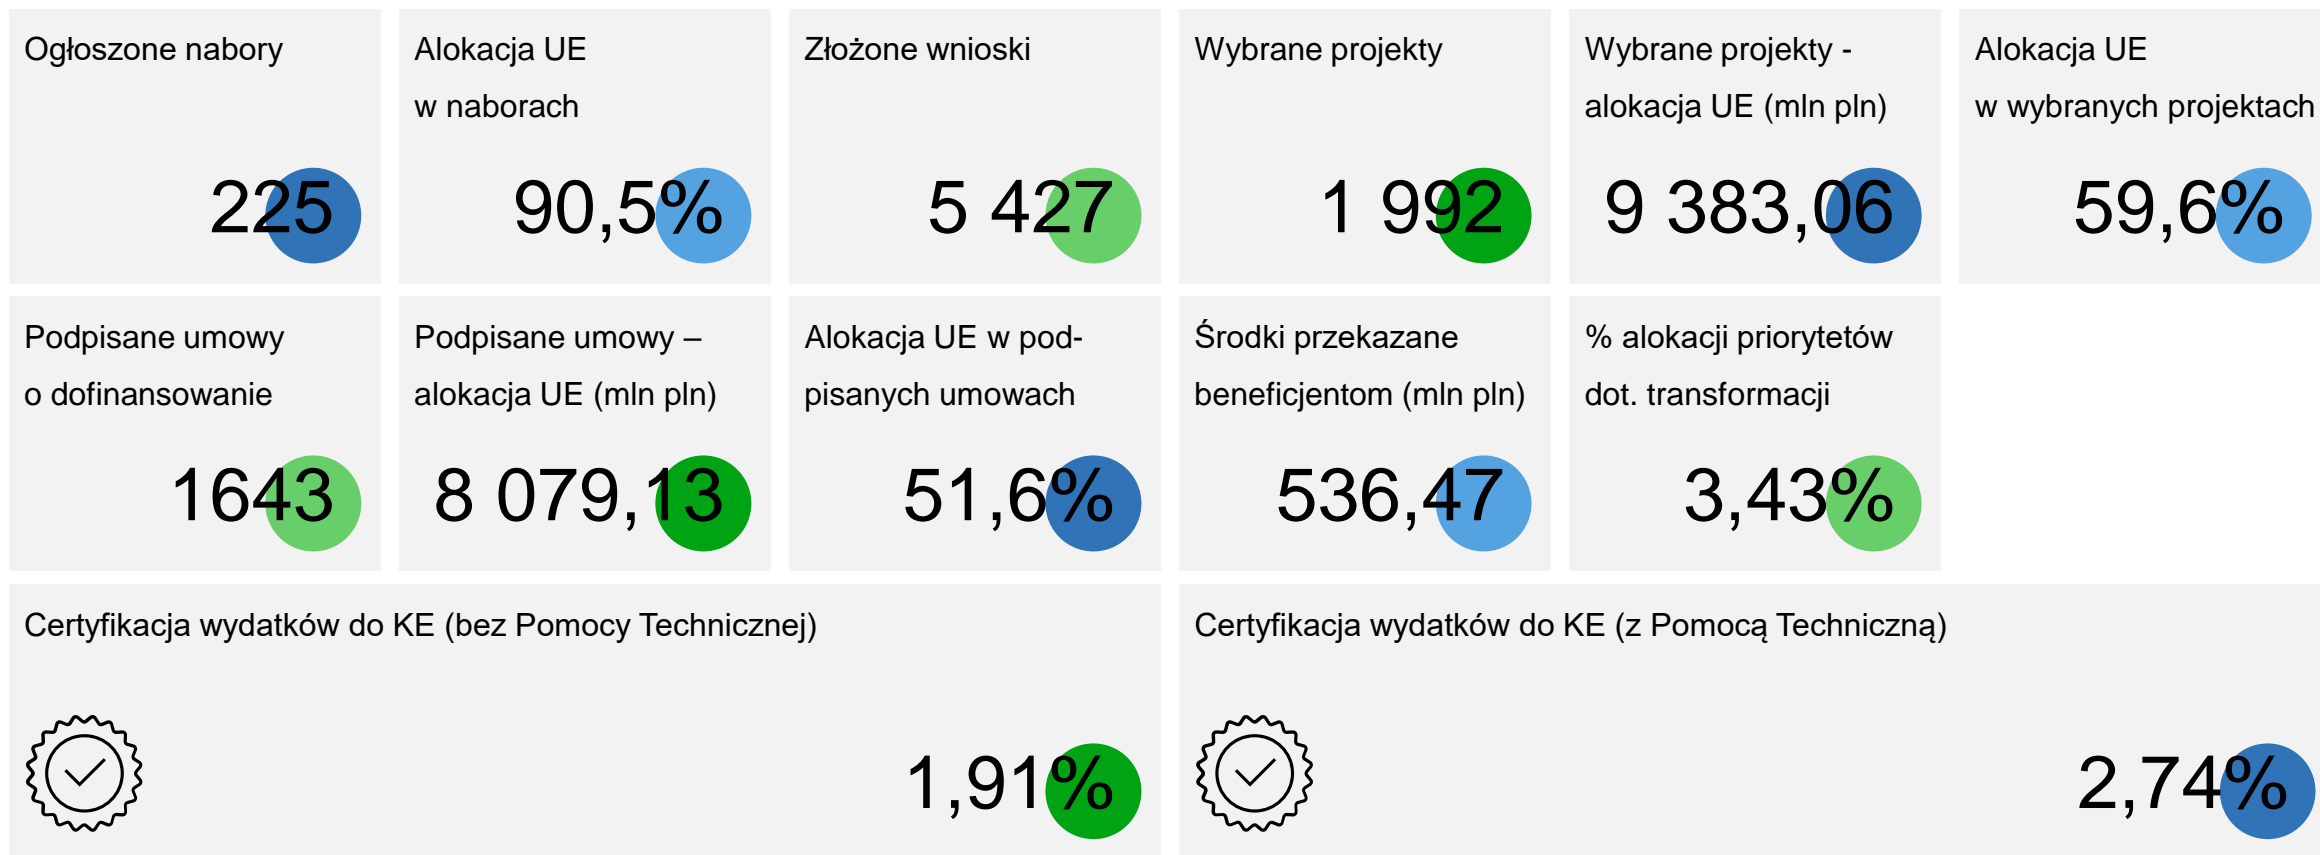 Ogłoszone nabory
225
Alokacja UE
w naborach
90,5%
Złożone wnioski
5 427
Wybrane projekty
1 992
Wybrane projekty -
alokacja UE (mln pln)
9 383,06
Alokacja UE
w wybranych projektach
59,6%
Podpisane umowy
o dofinansowanie
1643
Podpisane umowy –
alokacja UE (mln pln)
8 079,13
Alokacja UE w pod-
pisanych umowach
51,6%
Środki przekazane
beneficjentom (mln pln)
536,47
% alokacji priorytetów
dot. transformacji
3,43%
Certyfikacja wydatków do KE (bez Pomocy Technicznej)
1,91%
Certyfikacja wydatków do KE (z Pomocą Techniczną)
2,74%